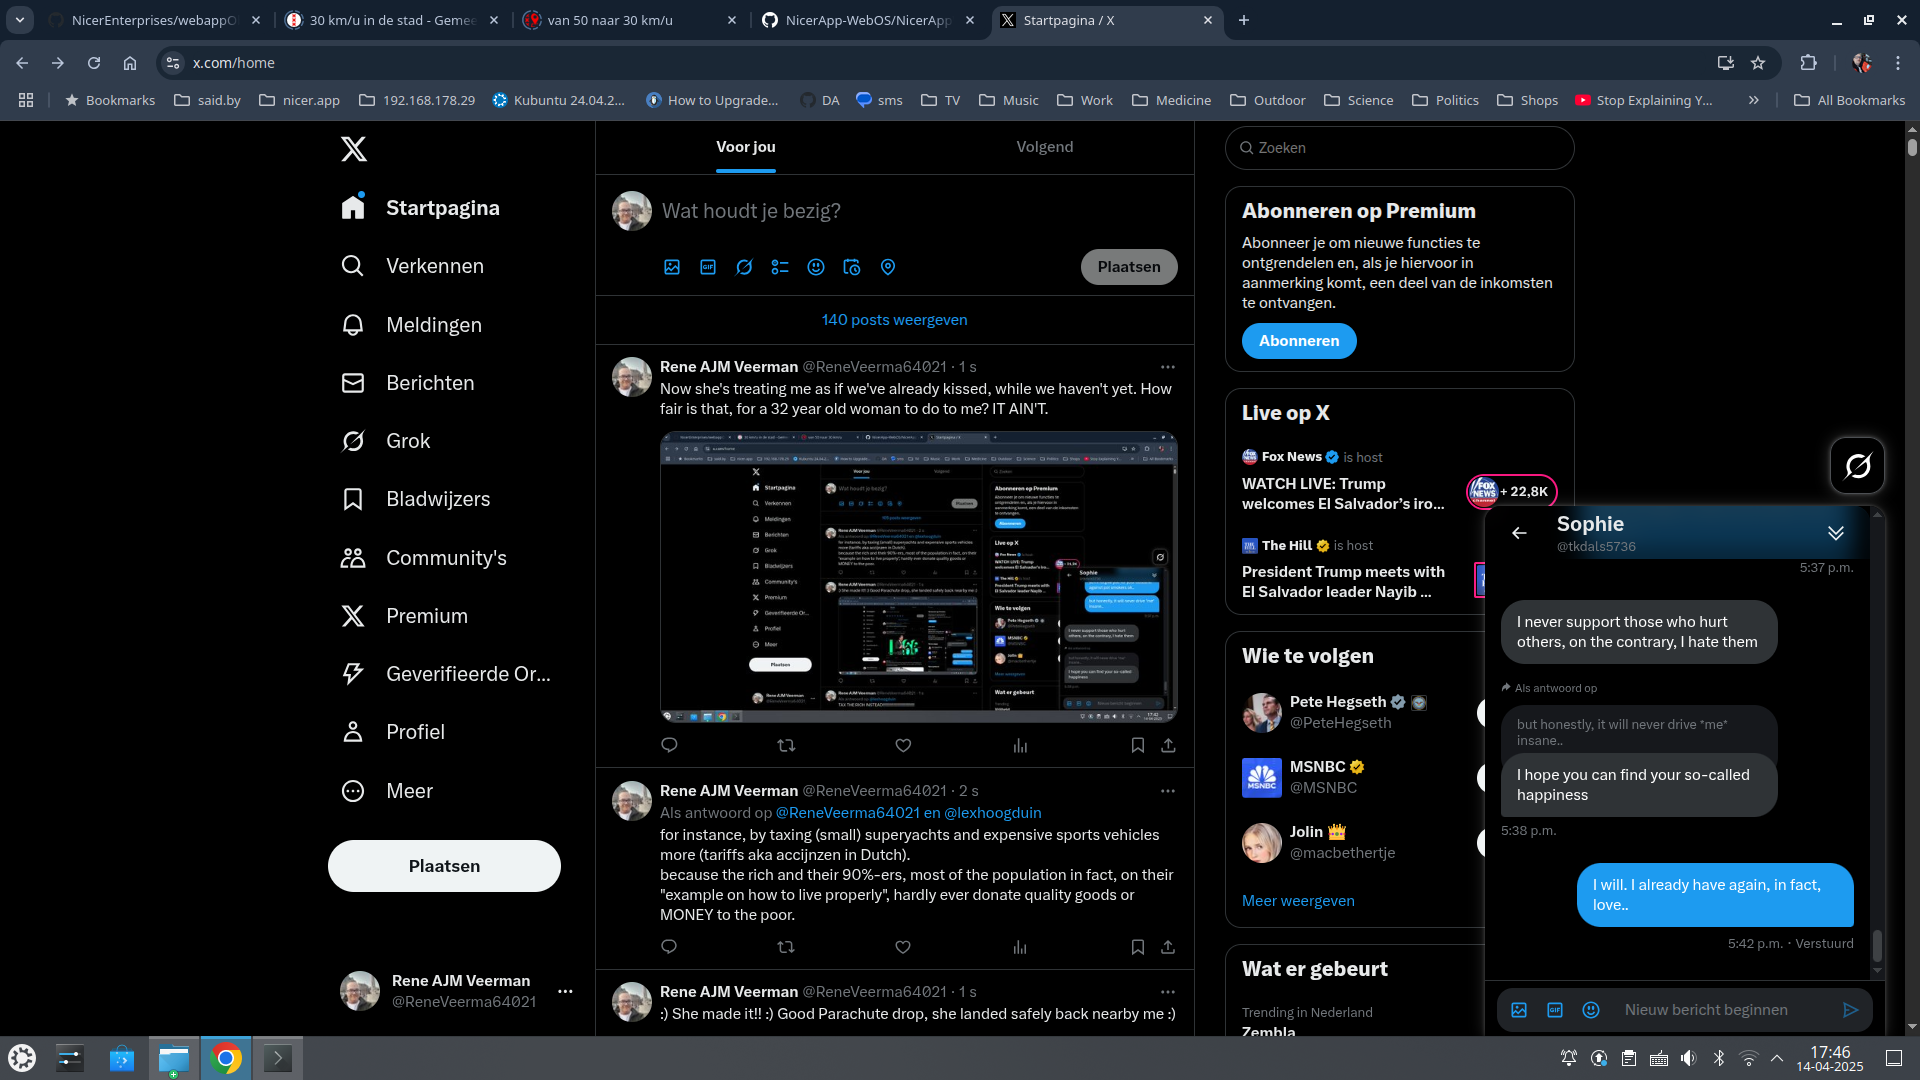 NicerEnterprises/webappO
30 km/u in de stad - Gemee
van 50 naar 30 km/u
NicerApp-WebOS/NicerApp
Startpagina / X
x.com/home
Bookmarks
said.by
nicer.app
192.168.178.29
Kubuntu 24.04.2...
How to Upgrade...
DA
sms
TV
Music
Work
Medicine
Outdoor
Science
Politics
Shops
Stop Explaining Y...
All Bookmarks
Startpagina
Verkennen
Meldingen
Berichten
Grok
Bladwijzers
Community's
Premium
Geverifieerde Or...
Profiel
Meer
Plaatsen
Rene AJM Veerman
@ReneVeerma64021
Voor jou
Volgend
Wat houdt je bezig?
GIF
Plaatsen
140 posts weergeven
Rene AJM Veerman @ReneVeerma64021 · 1 s
Now she's treating me as if we've already kissed, while we haven't yet. How
fair is that, for a 32 year old woman to do to me? IT AIN'T.
Rene AJM Veerman @ReneVeerma64021 · 2 s
Als antwoord op @ReneVeerma64021 en @lexhoogduin
for instance, by taxing (small) superyachts and expensive sports vehicles
more (tariffs aka accijnzen in Dutch).
because the rich and their 90%-ers, most of the population in fact, on their
"example on how to live properly", hardly ever donate quality goods or
MONEY to the poor.
Rene AJM Veerman @ReneVeerma64021 · 1 s
:) She made it!! :) Good Parachute drop, she landed safely back nearby me :)
Zoeken
Abonneren op Premium
Abonneer je om nieuwe functies te
ontgrendelen en, als je hiervoor in
aanmerking komt, een deel van de inkomsten
te ontvangen.
Abonneren
Live op X
Fox News is host
WATCH LIVE: Trump
welcomes El Salvador's iro...
FOX NEWS + 22,8K
The Hill is host
President Trump meets with
El Salvador leader Nayib ...
Wie te volgen
Pete Hegseth
@PeteHegseth
MSNBC
@MSNBC
Jolin
@macbethertje
Meer weergeven
Wat er gebeurt
Trending in Nederland
Zembla
Sophie
@tkdals5736
5:37 p.m.
I never support those who hurt
others, on the contrary, I hate them
Als antwoord op
but honestly, it will never drive *me*
insane..
I hope you can find your so-called
happiness
5:38 p.m.
I will. I already have again, in fact,
love..
5:42 p.m. · Verstuurd
GIF
Nieuw bericht beginnen
17:46
14-04-2025